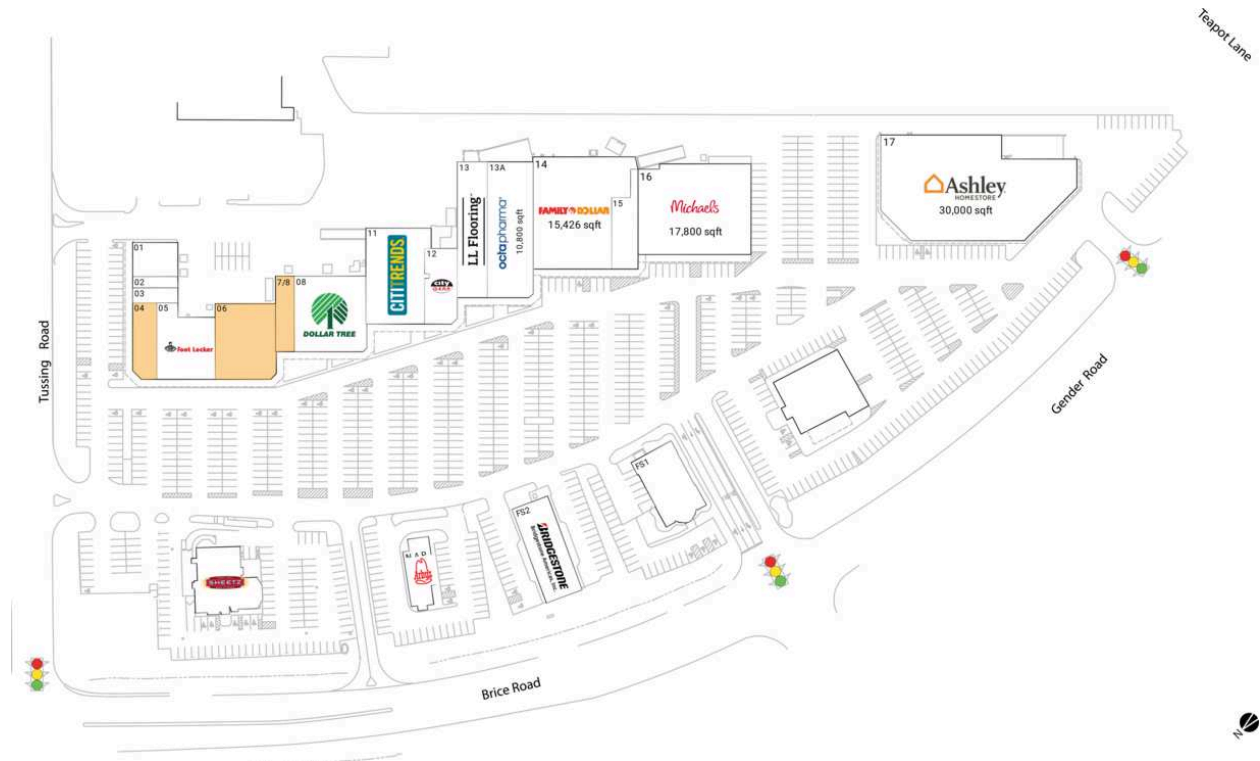 Teapot Lane
17
Ashley
HOMESTORE
30,000 sqft
14
FAMILY DOLLAR
15,426 sqft
15
16
Michaels
17,800 sqft
13
LL Flooring
13A
octapharma
10,800 sqft
11
CITITRENDS
12
city
01
02
03
04
05
Foot Locker
06
7/8
08
DOLLAR TREE
Tussing Road
Gender Road
FS1
FS2
BRIDGESTONE
SHEETZ
N A D
Brice Road
N